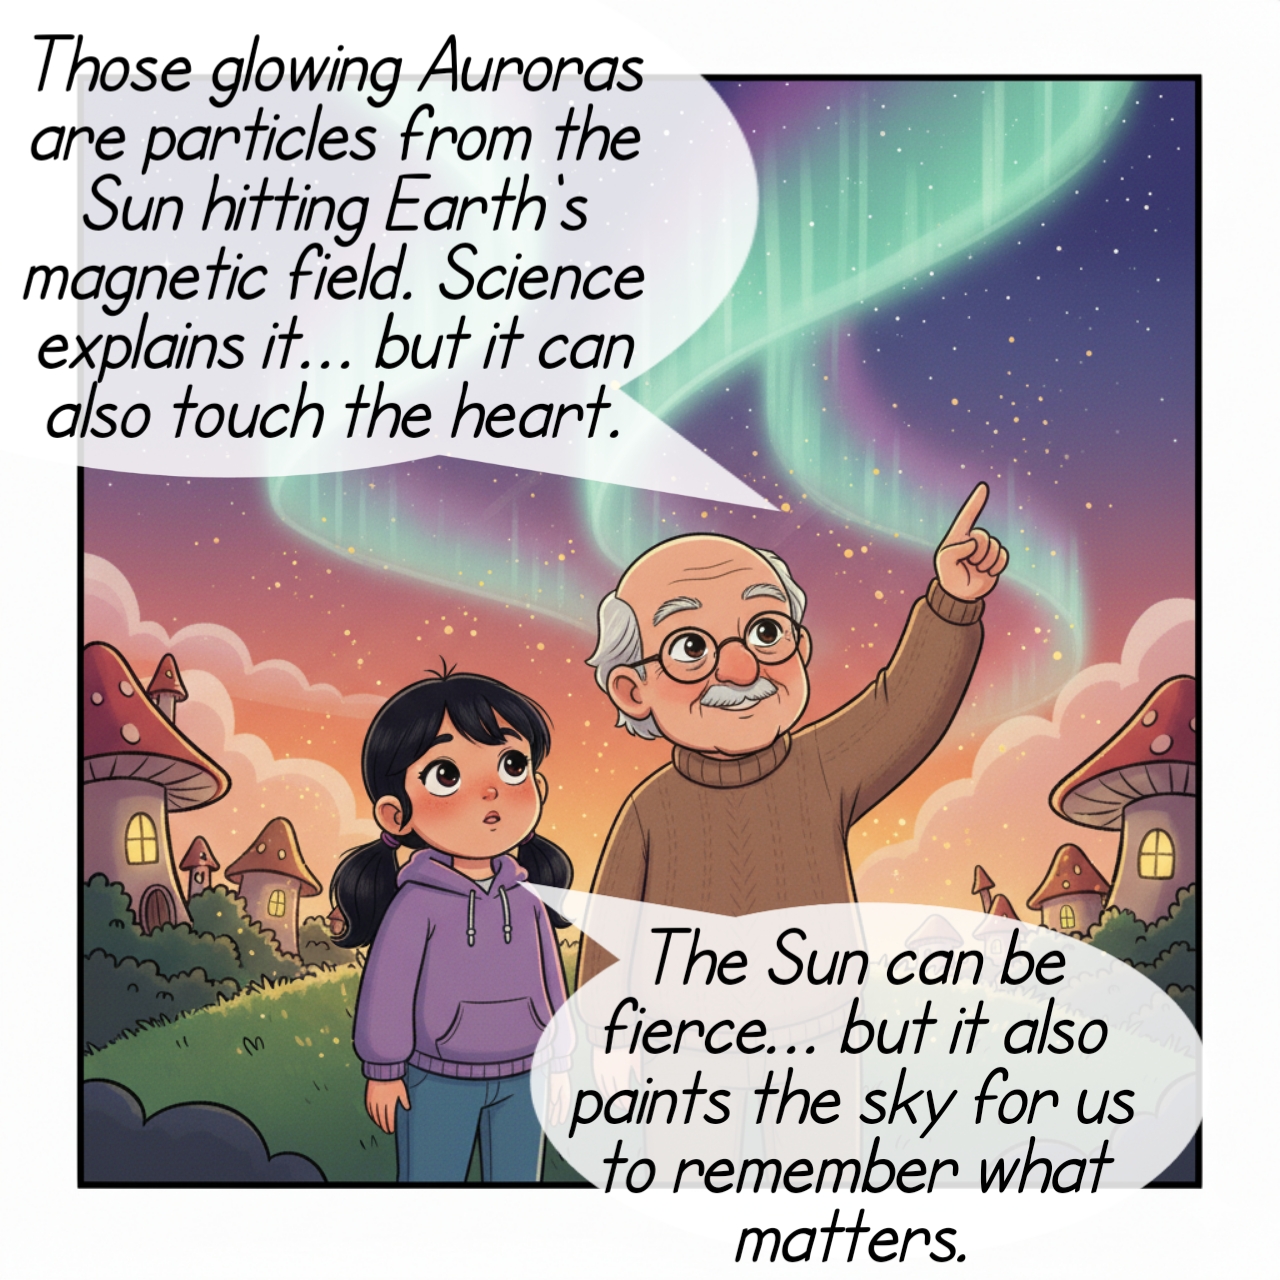 Those glowing Auroras
are particles from the
Sun hitting Earth's
magnetic field. Science
explains it... but it can
also touch the heart.
The Sun can be
fierce... but it also
paints the sky for us
to remember what
matters.